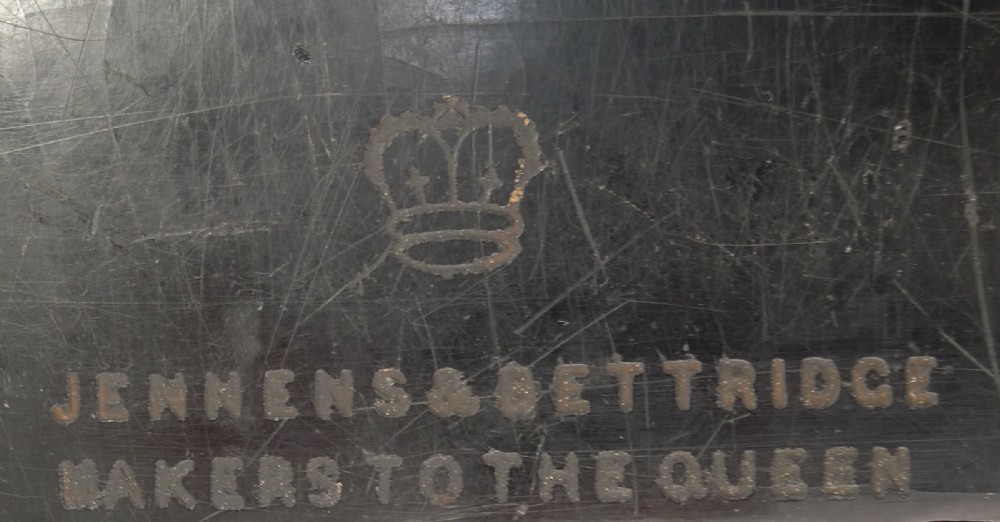 JENNENS & BETTRIDGE
MAKERS TO THE QUEEN